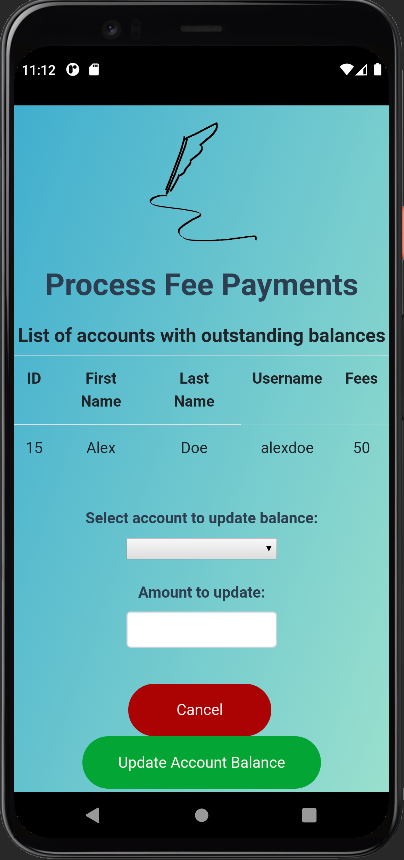 11:12
Process Fee Payments
List of accounts with outstanding balances
ID First Name Last Name Username Fees
15 Alex Doe alexdoe 50
Select account to update balance:
Amount to update:
Cancel
Update Account Balance